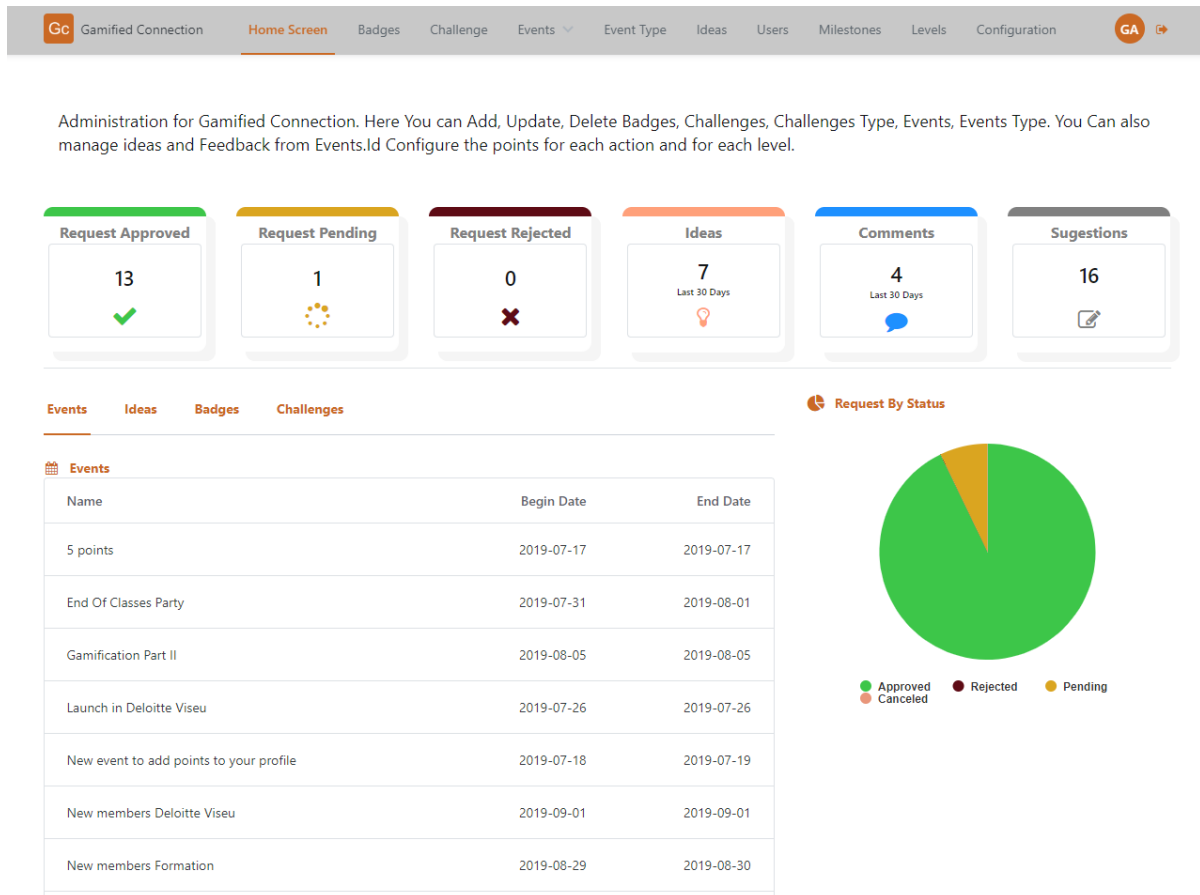 Gc Gamified Connection Home Screen Badges Challenge Events Event Type Ideas Users Milestones Levels Configuration GA
Administration for Gamified Connection. Here You can Add, Update, Delete Badges, Challenges, Challenges Type, Events, Events Type. You Can also
manage ideas and Feedback from Events.Id Configure the points for each action and for each level.
Request Approved
13
Request Pending
1
Request Rejected
0
Ideas
7
Last 30 Days
Comments
4
Last 30 Days
Sugestions
16
Events Ideas Badges Challenges
Events
Name Begin Date End Date
5 points 2019-07-17 2019-07-17
End Of Classes Party 2019-07-31 2019-08-01
Gamification Part II 2019-08-05 2019-08-05
Launch in Deloitte Viseu 2019-07-26 2019-07-26
New event to add points to your profile 2019-07-18 2019-07-19
New members Deloitte Viseu 2019-09-01 2019-09-01
New members Formation 2019-08-29 2019-08-30
Request By Status
Approved Rejected Pending
Canceled